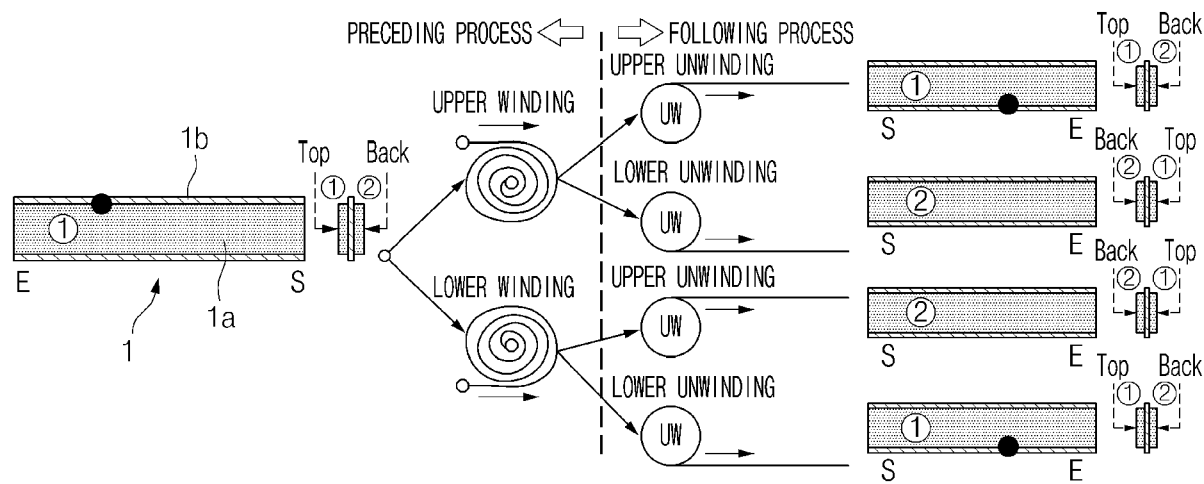 PRECEDING PROCESS
FOLLOWING PROCESS
1b
Top Back
① ②
①
E S
1a
1
UPPER WINDING
LOWER WINDING
UPPER UNWINDING
UW
LOWER UNWINDING
UW
UPPER UNWINDING
UW
LOWER UNWINDING
UW
Top Back
① ②
①
S E
Back Top
② ①
②
S E
Back Top
② ①
②
S E
Top Back
① ②
①
S E